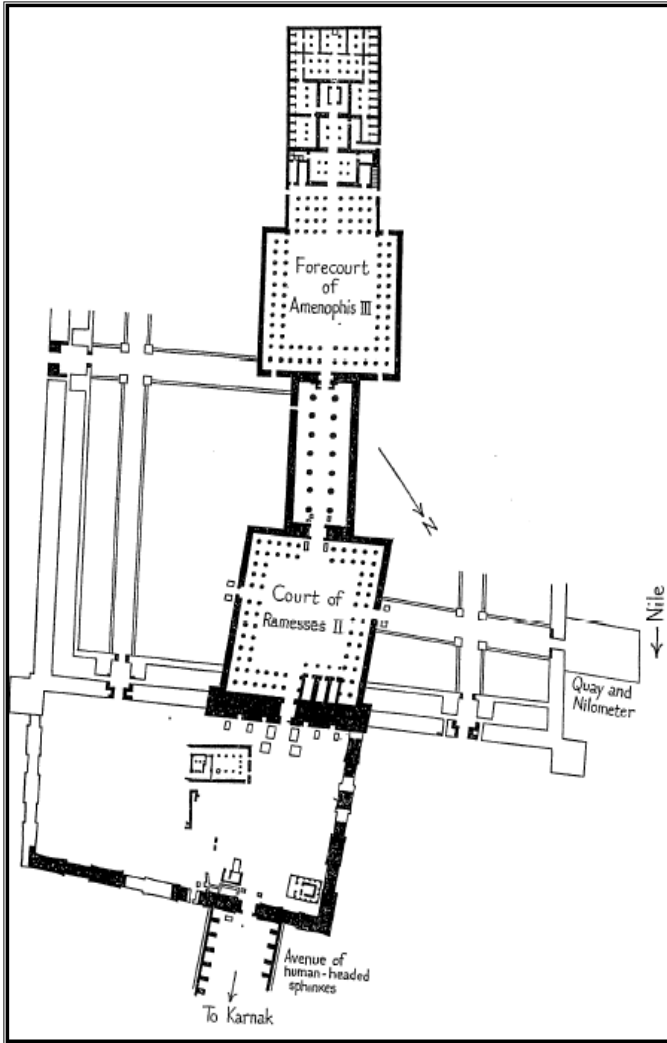 Forecourt
of
Amenophis III
N
Court of
Ramesses II
Nile
Quay and
Nilometer
Avenue of
human-headed
sphinxes
To Karnak